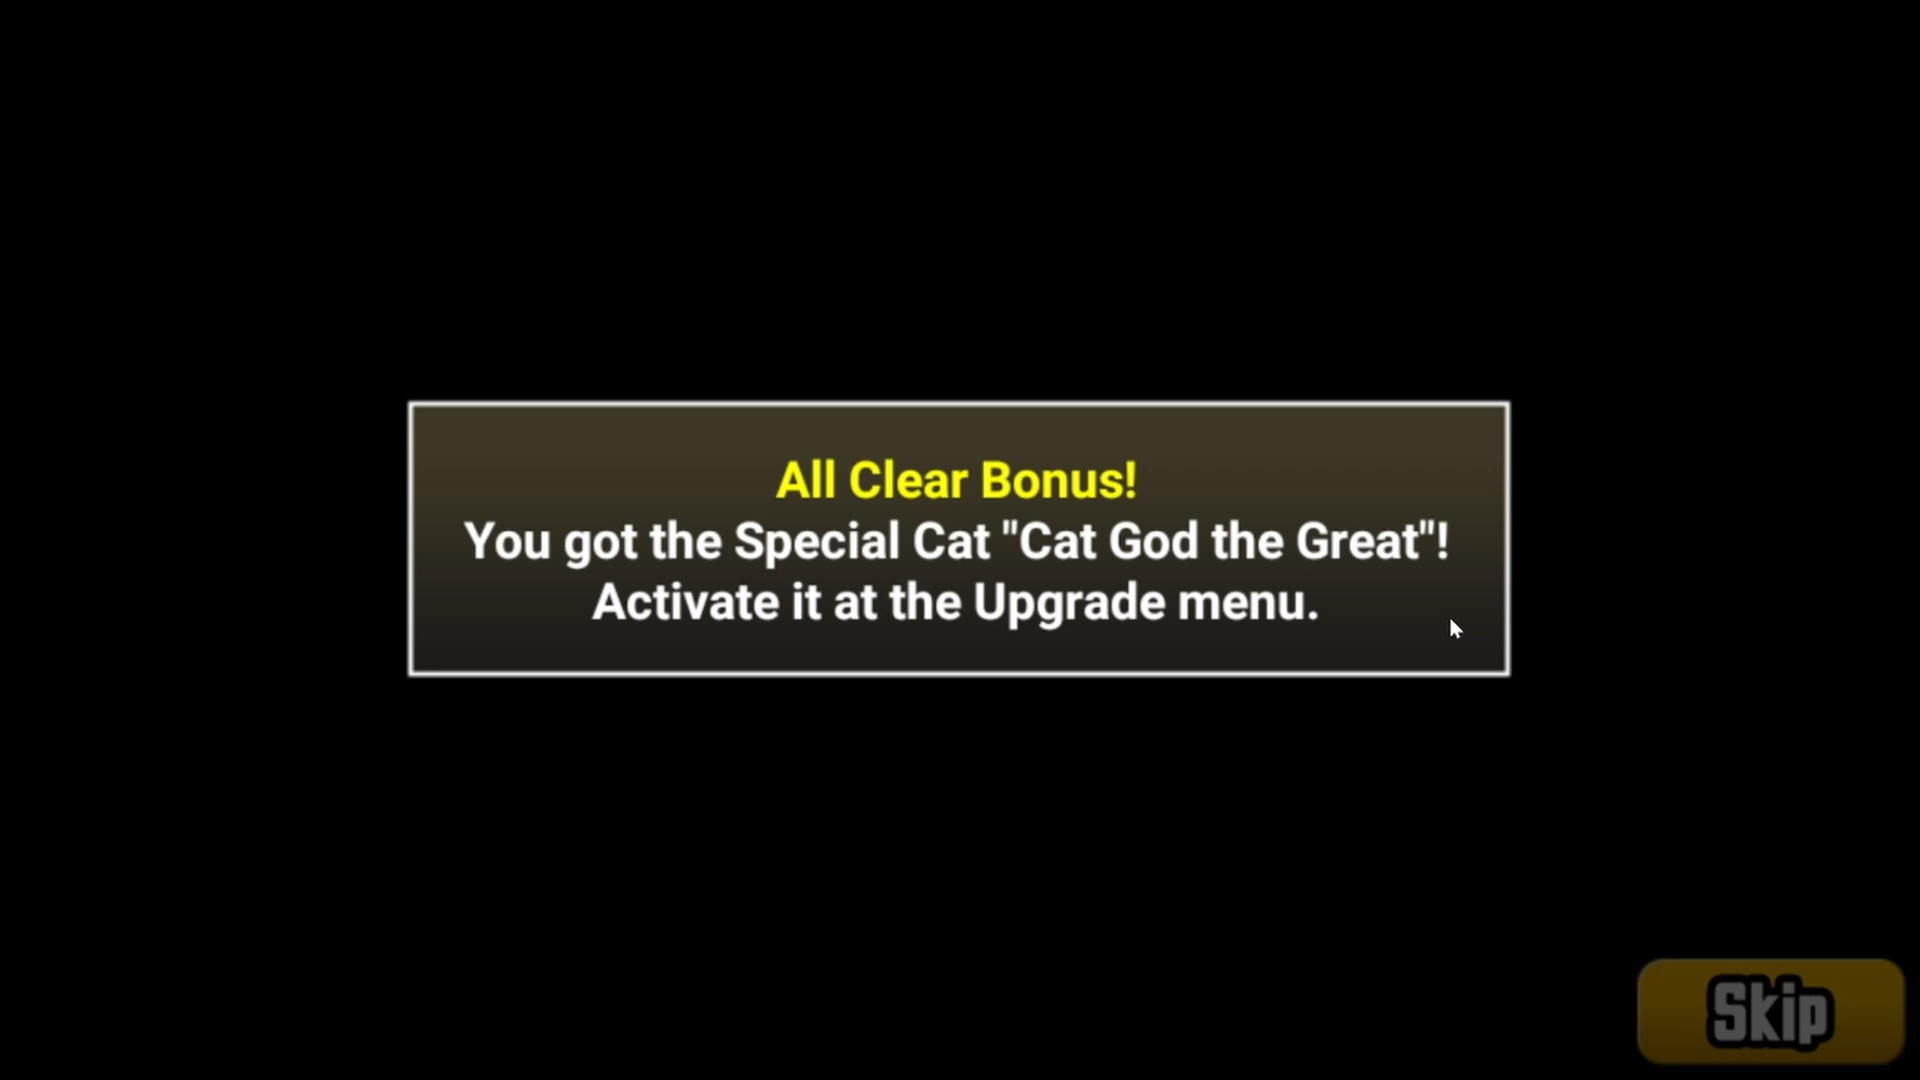 All Clear Bonus!
You got the Special Cat "Cat God the Great"!
Activate it at the Upgrade menu.
Skip